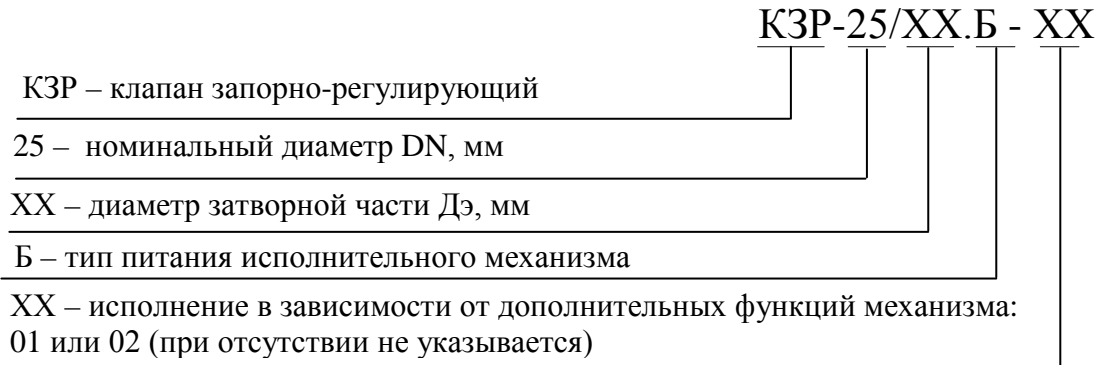 КЗР-25/ХХ.Б - ХХ
КЗР – клапан запорно-регулирующий
25 – номинальный диаметр DN, мм
ХХ – диаметр затворной части Дэ, мм
Б – тип питания исполнительного механизма
ХХ – исполнение в зависимости от дополнительных функций механизма:
01 или 02 (при отсутствии не указывается)